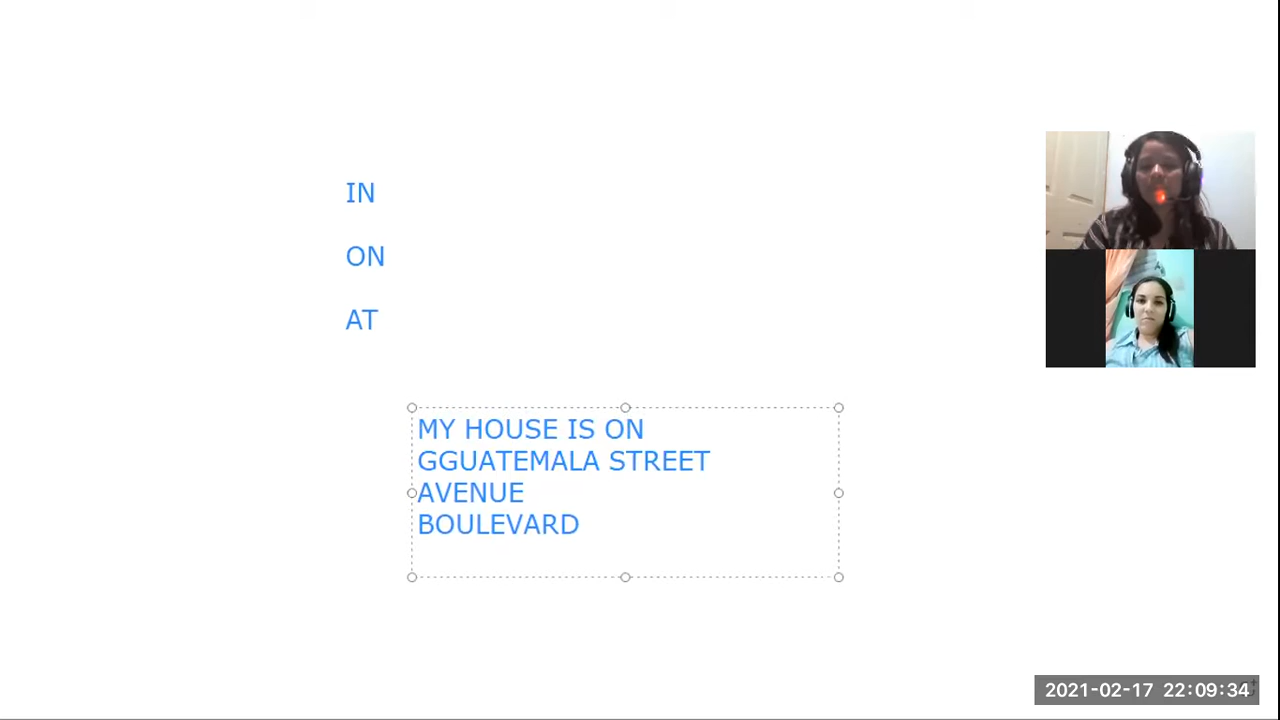 IN
ON
AT
MY HOUSE IS ON
GGUATEMALA STREET
AVENUE
BOULEVARD
2021-02-17 22:09:34